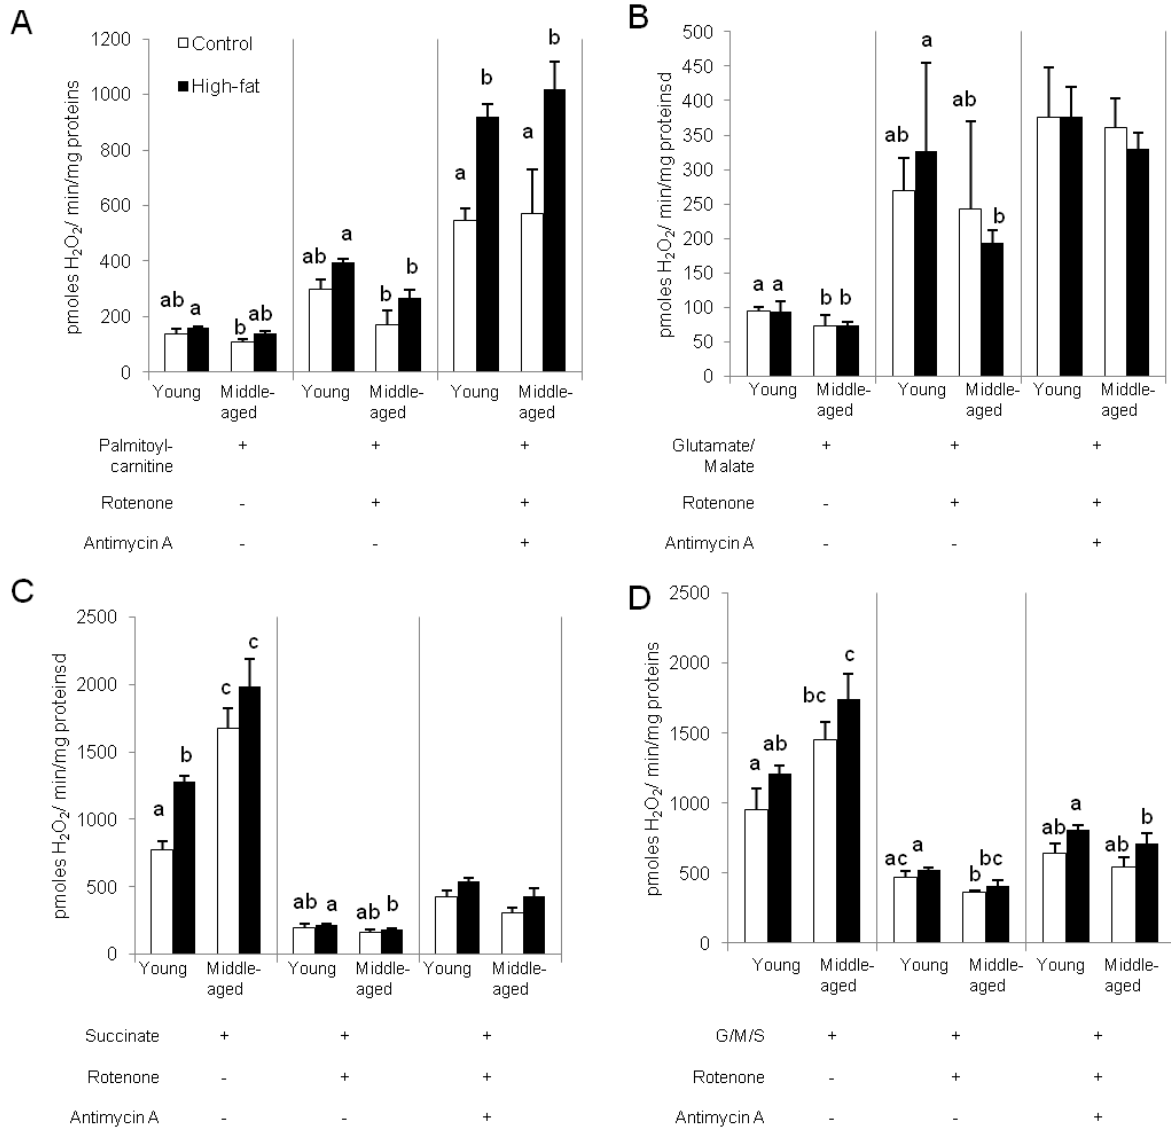 A
B
1200
1000
800
600
400
200
0
pmoles H₂O₂/ min/mg proteins
Control
High-fat
ab
a
b
ab
ab
a
b
b
a
b
a
b
Young
Middle-
aged
Young
Middle-
aged
Young
Middle-
aged
Palmitoyl-
carnitine
+
+
+
Rotenone
-
+
+
Antimycin A
-
-
+
500
450
400
350
300
250
200
150
100
50
0
pmoles H₂O₂/ min/mg proteinsd
a
a
b
b
ab
a
ab
b
Young
Middle-
aged
Young
Middle-
aged
Young
Middle-
aged
Glutamate/
Malate
+
+
+
Rotenone
-
+
+
Antimycin A
-
-
+
C
D
2500
2000
1500
1000
500
0
pmoles H₂O₂/ min/mg proteinsd
a
b
c
c
ab
a
ab
b
Young
Middle-
aged
Young
Middle-
aged
Young
Middle-
aged
Succinate
+
+
+
Rotenone
-
+
+
Antimycin A
-
-
+
2500
2000
1500
1000
500
0
pmoles H₂O₂/ min/mg proteins
a
ab
bc
c
ac
a
b
bc
ab
a
ab
b
Young
Middle-
aged
Young
Middle-
aged
Young
Middle-
aged
G/M/S
+
+
+
Rotenone
-
+
+
Antimycin A
-
-
+